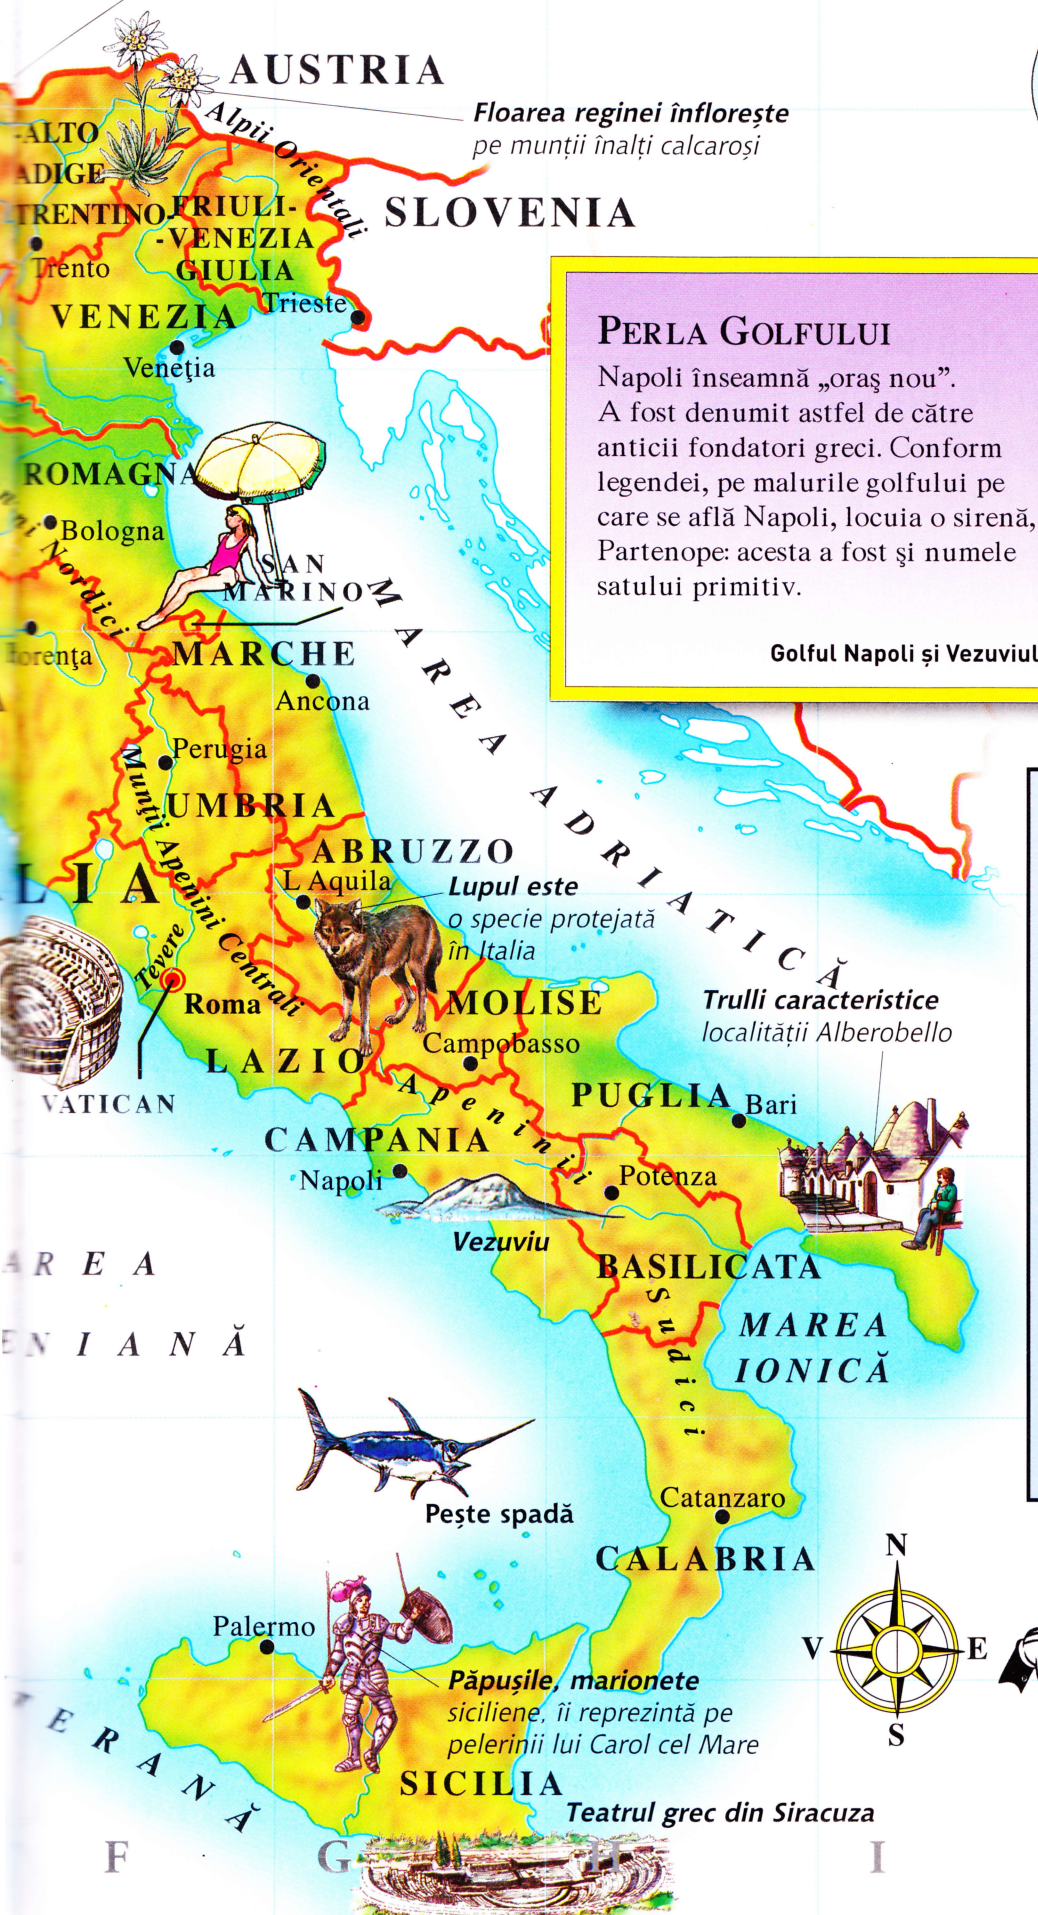 AUSTRIA
Floarea reginei înflorește
pe munții înalți calcaroși
Alpii Orientali
-ALTO
ADIGE
TRENTINO-
FRIULI-
-VENEZIA
GIULIA
SLOVENIA
Trento
VENEZIA
Trieste
Veneţia
PERLA GOLFULUI
Napoli înseamnă „oraş nou”.
A fost denumit astfel de către
anticii fondatori greci. Conform
legendei, pe malurile golfului pe
care se află Napoli, locuia o sirenă,
Partenope: acesta a fost şi numele
satului primitiv.
Golful Napoli și Vezuviul
ROMAGNA
Bologna
Nordici
SAN
MARINO
MAREA ADRIATICĂ
MARCHE
Ancona
Perugia
UMBRIA
Munţii Apenini Centrali
ABRUZZO
L Aquila
Lupul este
o specie protejată
în Italia
LIA
Tevere
Roma
MOLISE
Campobasso
Trulli caracteristice
localității Alberobello
LAZIO
VATICAN
Apeninii
PUGLIA
Bari
CAMPANIA
Napoli
Potenza
Vezuviu
BASILICATA
Sudici
MAREA
IONICĂ
AREA
ENIANĂ
Pește spadă
Catanzaro
CALABRIA
N
V
E
S
Palermo
Păpușile, marionete
siciliene, îi reprezintă pe
pelerinii lui Carol cel Mare
SICILIA
ERANĂ
Teatrul grec din Siracuza
F G H I